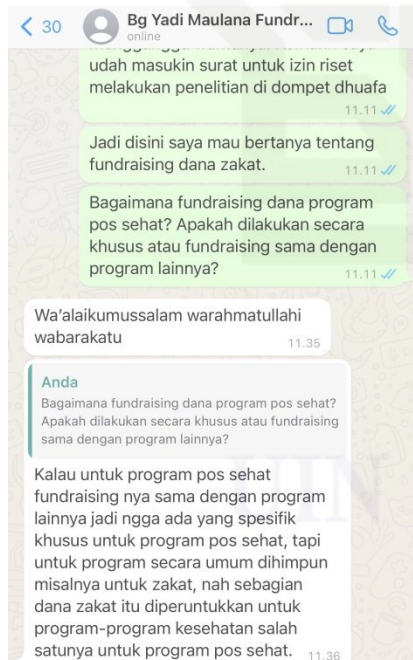 30
Bg Yadi Maulana Fundr...
online
udah masukin surat untuk izin riset
melakukan penelitian di dompet dhuafa
11.11
Jadi disini saya mau bertanya tentang
fundraising dana zakat.
11.11
Bagaimana fundraising dana program
pos sehat? Apakah dilakukan secara
khusus atau fundraising sama dengan
program lainnya?
11.11
Wa'alaikumussalam warahmatullahi
wabarakatu
11.35
Anda
Bagaimana fundraising dana program pos sehat?
Apakah dilakukan secara khusus atau fundraising
sama dengan program lainnya?
Kalau untuk program pos sehat
fundraising nya sama dengan program
lainnya jadi ngga ada yang spesifik
khusus untuk program pos sehat, tapi
untuk program secara umum dihimpun
misalnya untuk zakat, nah sebagian
dana zakat itu diperuntukkan untuk
program-program kesehatan salah
satunya untuk program pos sehat.
11.36
UIN